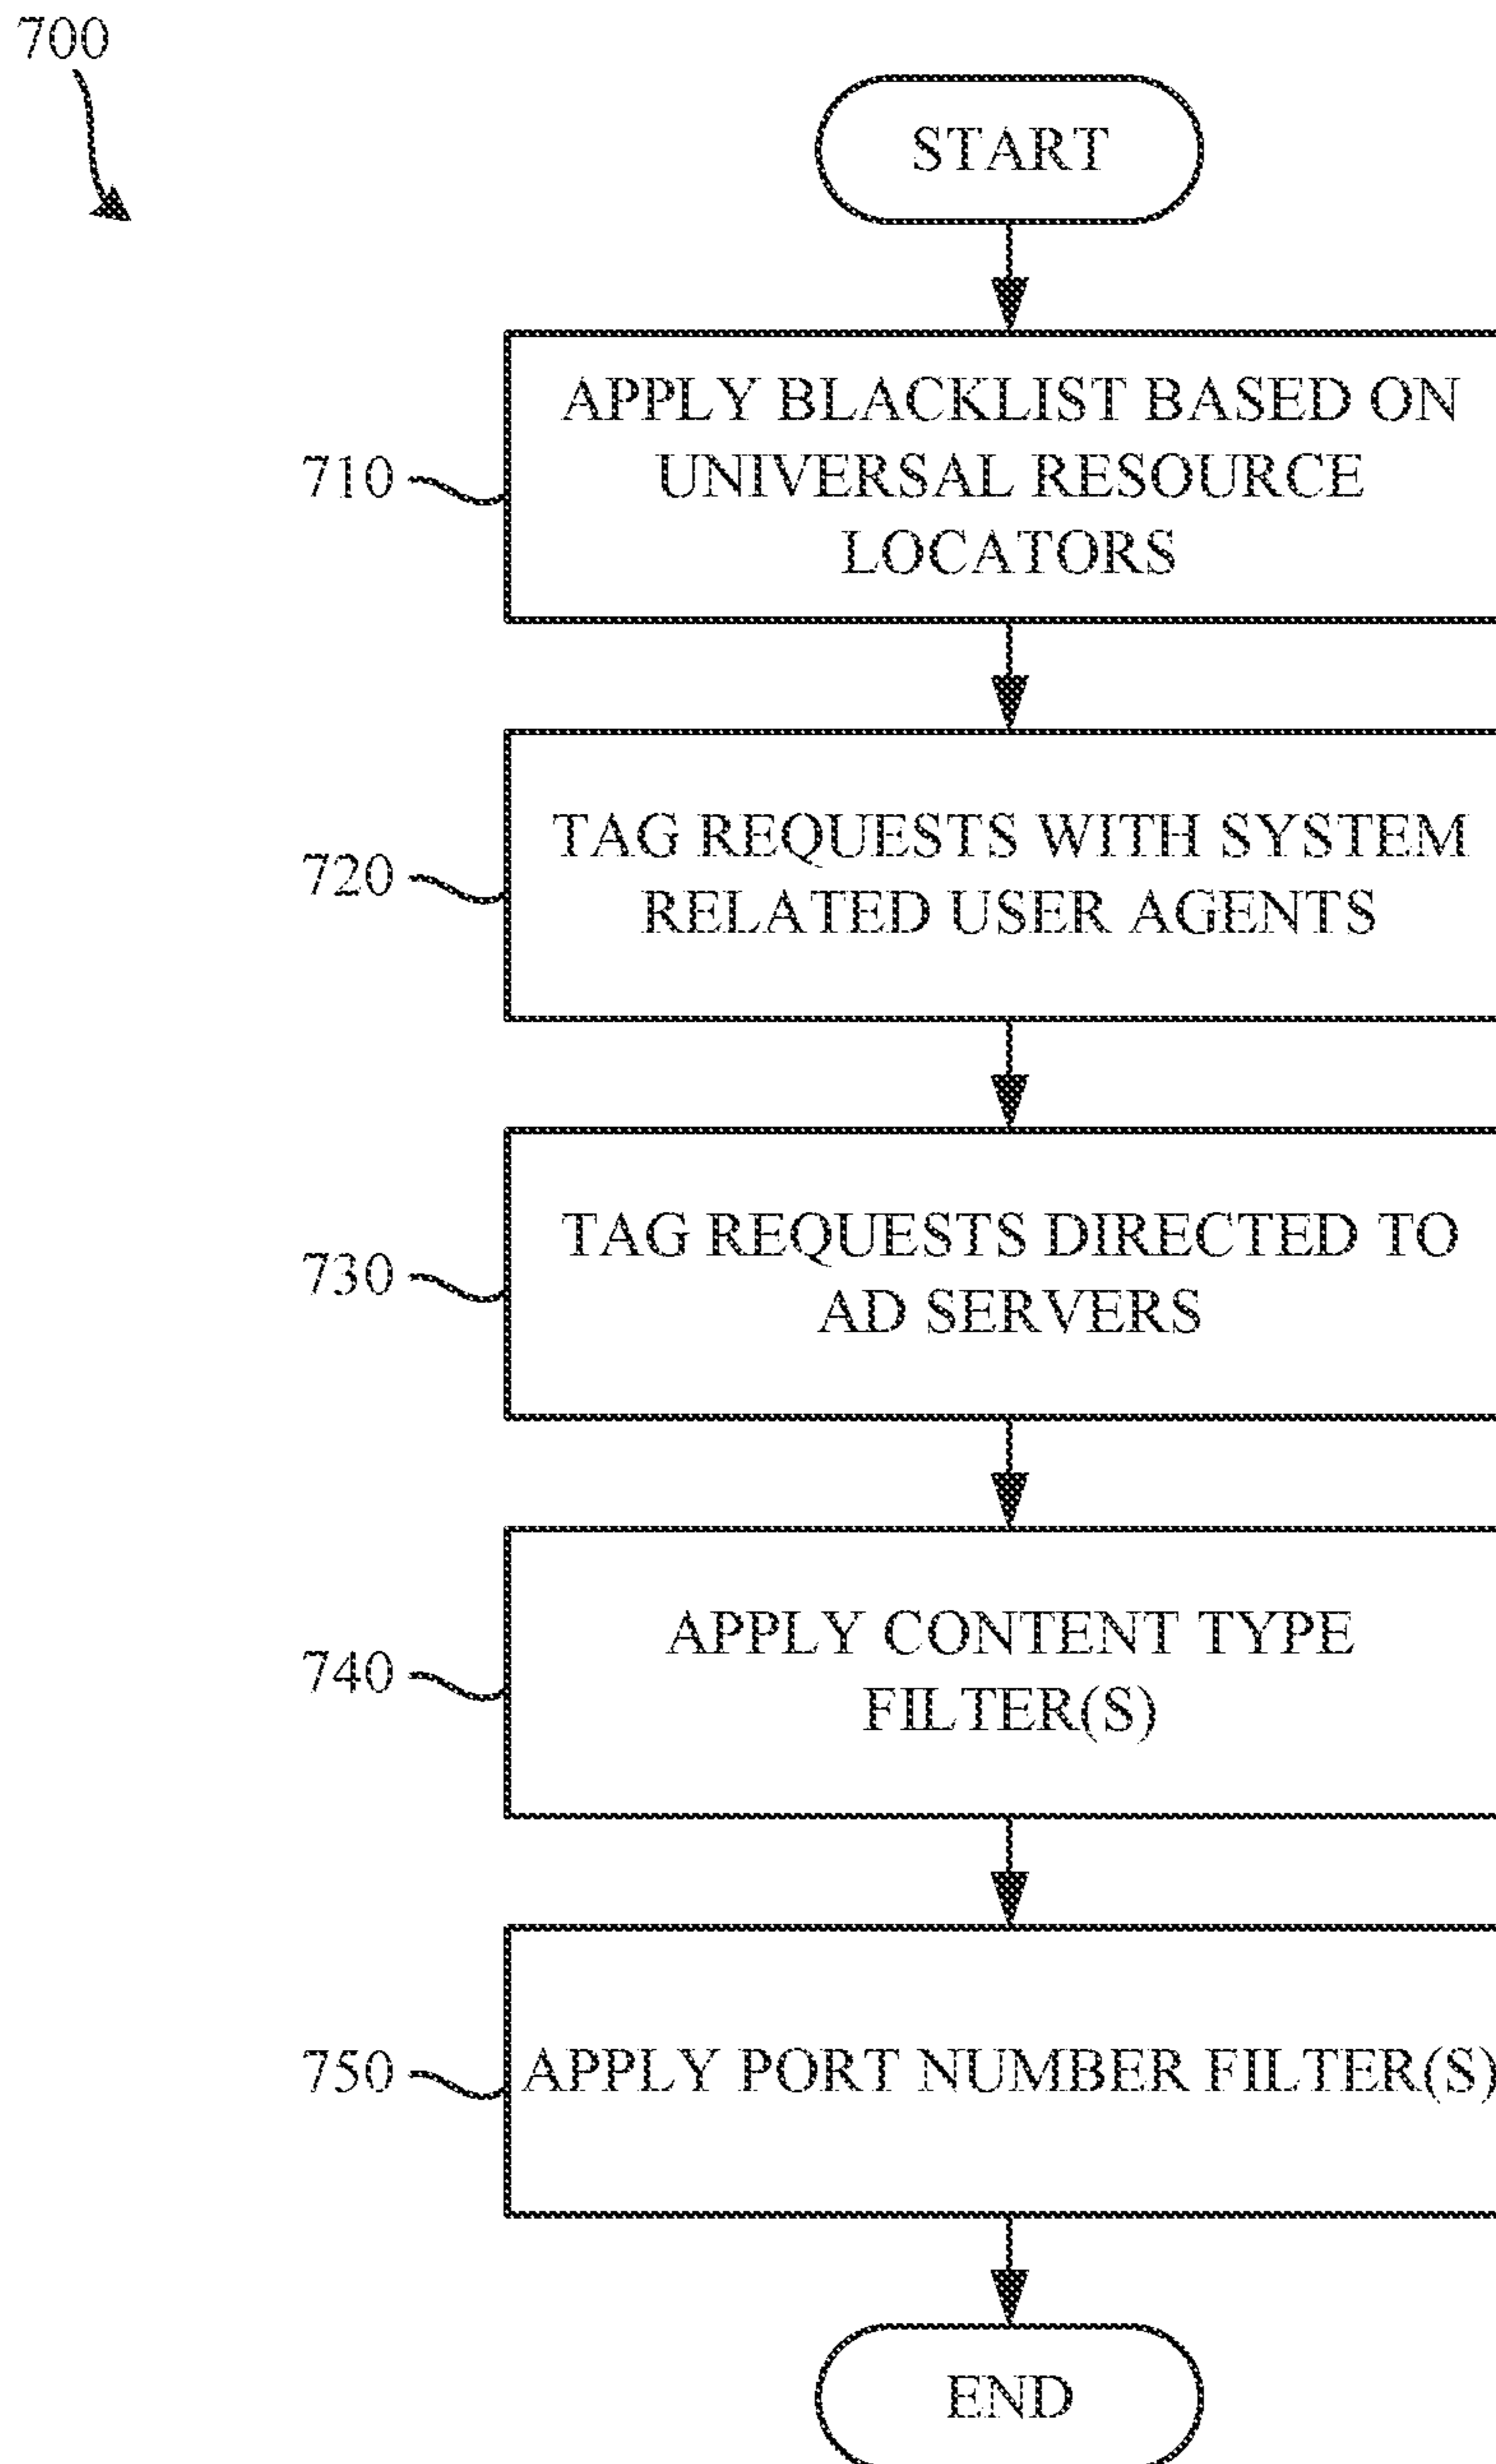 700
START
710
APPLY BLACKLIST BASED ON
UNIVERSAL RESOURCE
LOCATORS
720
TAG REQUESTS WITH SYSTEM
RELATED USER AGENTS
730
TAG REQUESTS DIRECTED TO
AD SERVERS
740
APPLY CONTENT TYPE
FILTER(S)
750
APPLY PORT NUMBER FILTER(S)
END